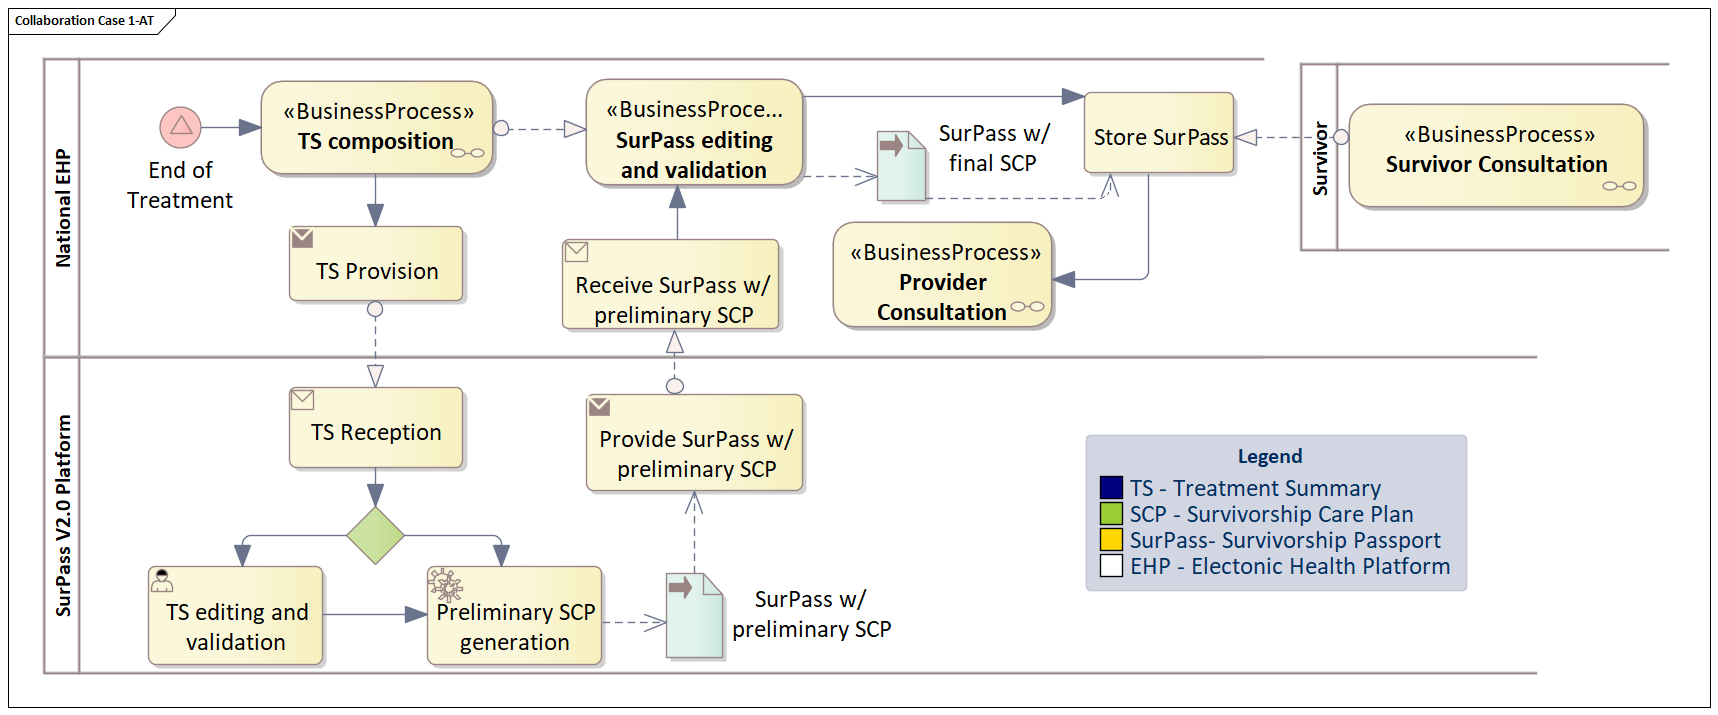 Collaboration Case 1-AT
National EHP
End of
Treatment
«BusinessProcess»
TS composition
«BusinessProce...
SurPass editing
and validation
SurPass w/
final SCP
Store SurPass
Survivor
«BusinessProcess»
Survivor Consultation
TS Provision
Receive SurPass w/
preliminary SCP
«BusinessProcess»
Provider
Consultation
SurPass V2.0 Platform
TS Reception
Provide SurPass w/
preliminary SCP
TS editing and
validation
Preliminary SCP
generation
SurPass w/
preliminary SCP
Legend
TS - Treatment Summary
SCP - Survivorship Care Plan
SurPass- Survivorship Passport
EHP - Electonic Health Platform